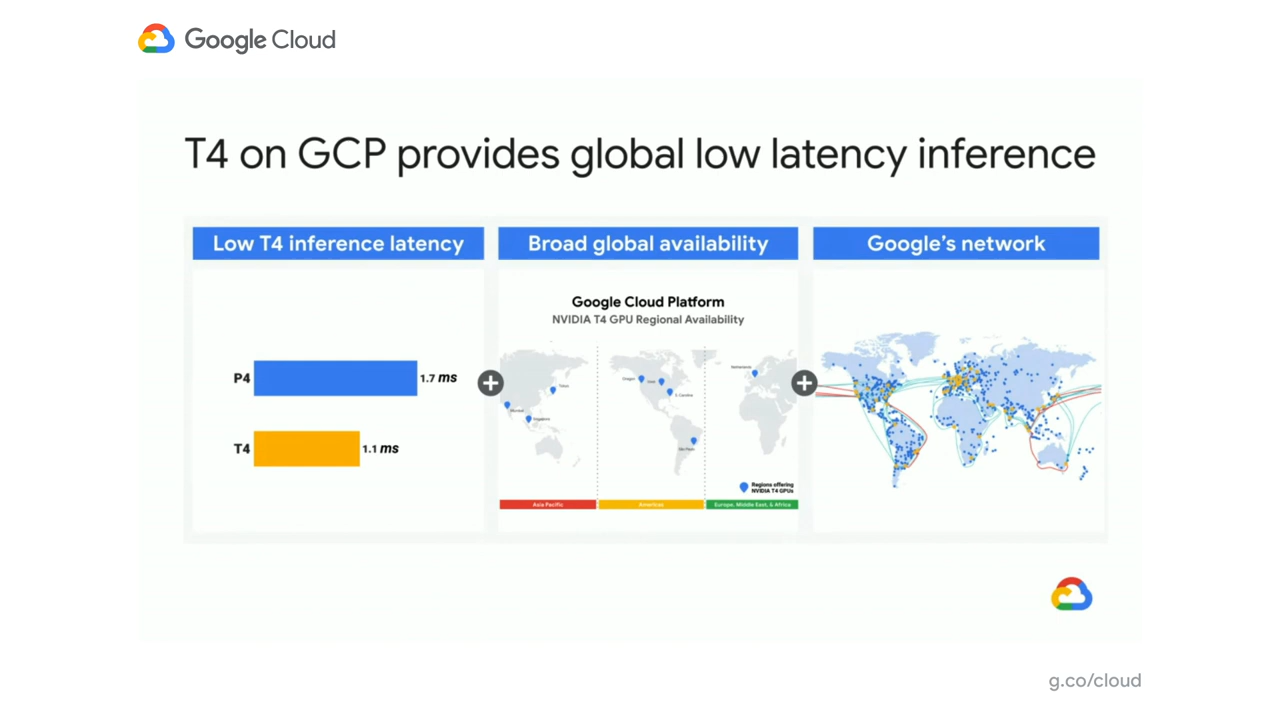 Google Cloud
T4 on GCP provides global low latency inference
Low T4 inference latency
P4
1.7 ms
T4
1.1 ms
Broad global availability
Google Cloud Platform
NVIDIA T4 GPU Regional Availability
Netherlands
Oregon
Iowa
Tokyo
S. Carolina
Mumbai
Singapore
São Paulo
Regions offering
NVIDIA T4 GPUs
Asia Pacific
Americas
Europe, Middle East, & Africa
Google's network
g.co/cloud